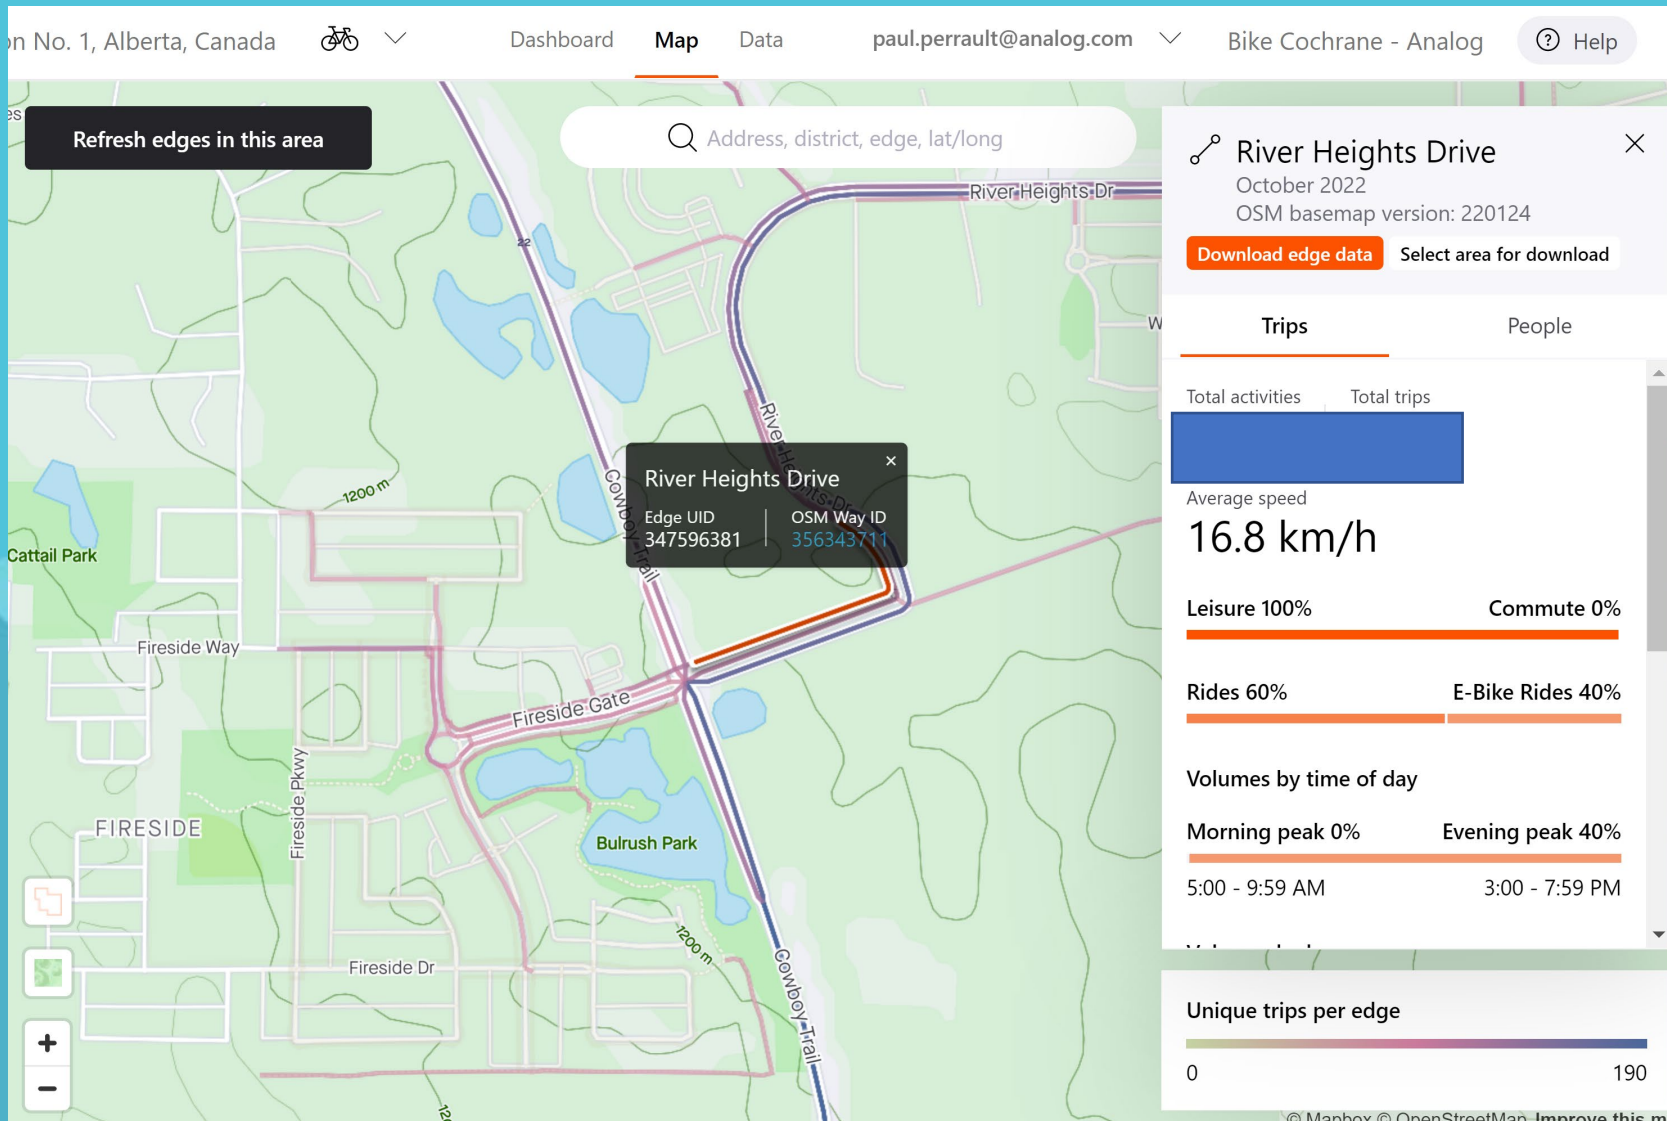 on No. 1, Alberta, Canada
Dashboard
Map
Data
paul.perrault@analog.com
Bike Cochrane - Analog
Help
Refresh edges in this area
Address, district, edge, lat/long
River Heights Drive
October 2022
OSM basemap version: 220124
Download edge data
Select area for download
Trips
People
Total activities
Total trips
Average speed
16.8 km/h
Leisure 100%
Commute 0%
Rides 60%
E-Bike Rides 40%
Volumes by time of day
Morning peak 0%
Evening peak 40%
5:00 - 9:59 AM
3:00 - 7:59 PM
Unique trips per edge
0
190
© Mapbox © OpenStreetMap Improve this m
River Heights Dr
22
W
River Heights Dr
River Heights Drive
Edge UID
347596381
OSM Way ID
356343711
Cowboy Trail
1200 m
Cattail Park
Fireside Way
Fireside Gate
Fireside Pkwy
FIRESIDE
Bulrush Park
1200 m
Fireside Dr
Cowboy Trail
12
+
−